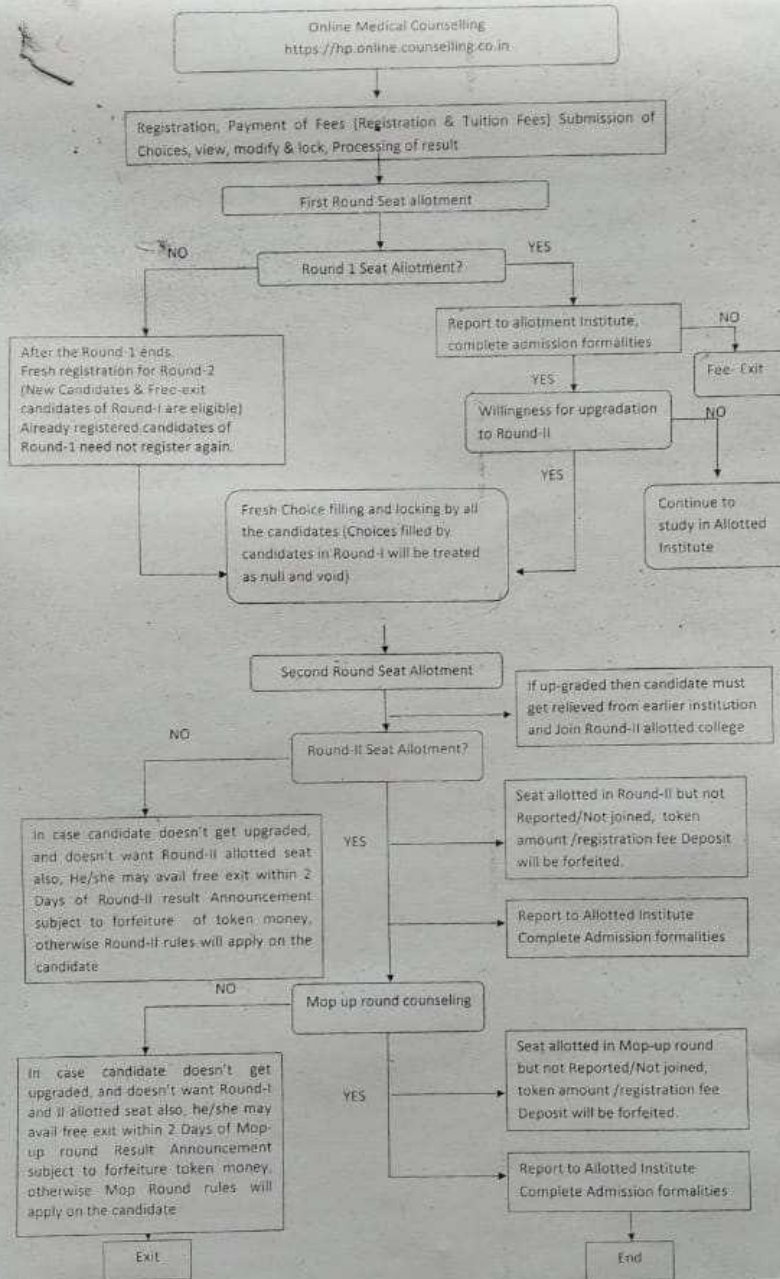 Online Medical Counselling
https://hp.online.counselling.co.in
Registration, Payment of Fees (Registration & Tuition Fees) Submission of
Choices, view, modify & lock, Processing of result
First Round Seat allotment
NO
Round 1 Seat Allotment?
YES
After the Round-1 ends.
Fresh registration for Round-2
(New Candidates & Free-exit
candidates of Round-I are eligible)
Already registered candidates of
Round-1 need not register again.
Report to allotment Institute,
complete admission formalities
NO
Fee- Exit
YES
Willingness for upgradation
to Round-II
NO
YES
Continue to
study in Allotted
Institute
Fresh Choice filling and locking by all
the candidates (Choices filled by
candidates in Round-I will be treated
as null and void)
Second Round Seat Allotment
if up-graded then candidate must
get relieved from earlier institution
and Join Round-II allotted college
NO
Round-II Seat Allotment?
Seat allotted in Round-II but not
Reported/Not joined, token
amount /registration fee Deposit
will be forfeited.
In case candidate doesn't get upgraded,
and doesn't want Round-II allotted seat
also, He/she may avail free exit within 2
Days of Round-II result Announcement
subject to forfeiture of token money,
otherwise Round-II rules will apply on the
candidate
YES
Report to Allotted Institute
Complete Admission formalities
NO
Mop up round counseling
In case candidate doesn't get
upgraded, and doesn't want Round-I
and II allotted seat also, he/she may
avail free exit within 2 Days of Mop-
up round Result Announcement
subject to forfeiture token money,
otherwise Mop Round rules will
apply on the candidate
YES
Seat allotted in Mop-up round
but not Reported/Not joined,
token amount /registration fee
Deposit will be forfeited.
Report to Allotted Institute
Complete Admission formalities
Exit
End